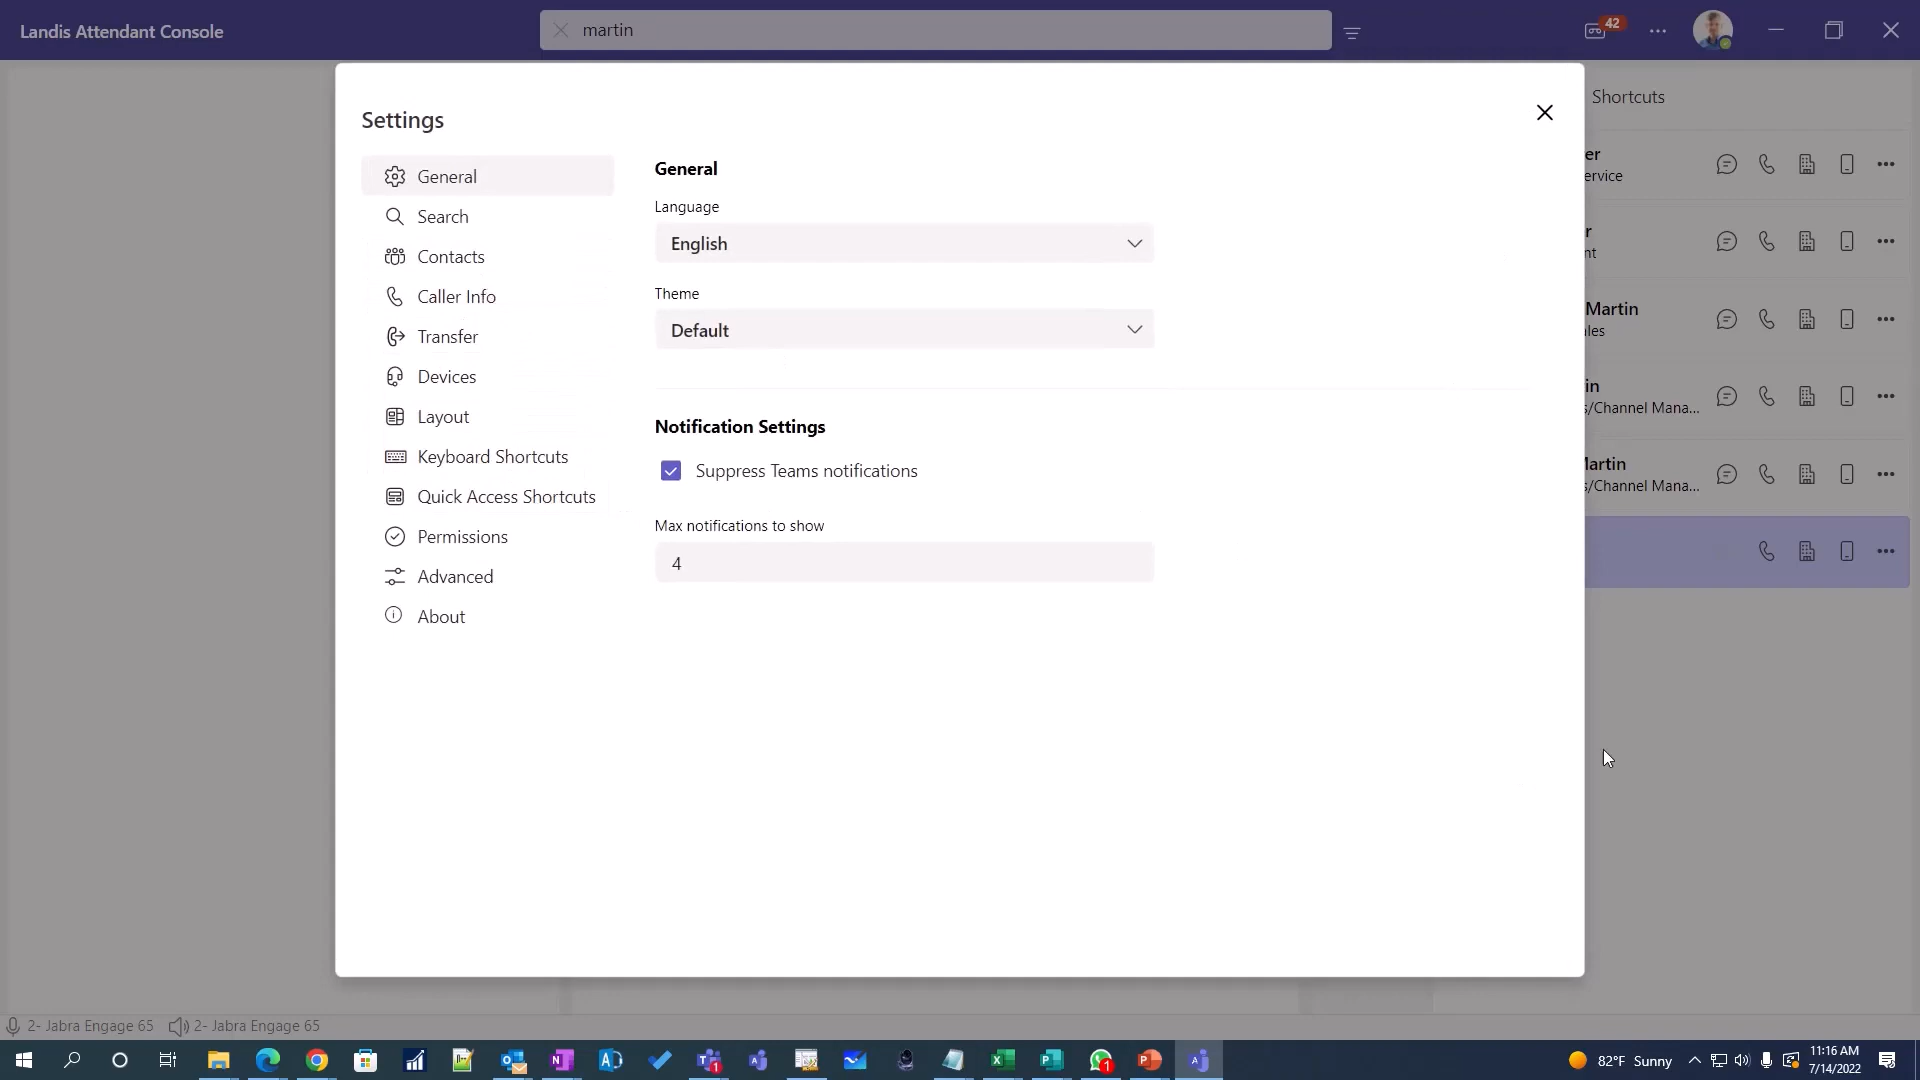 Landis Attendant Console
martin
42
Settings
General
Search
Contacts
Caller Info
Transfer
Devices
Layout
Keyboard Shortcuts
Quick Access Shortcuts
Permissions
Advanced
About
General
Language
English
Theme
Default
Notification Settings
Suppress Teams notifications
Max notifications to show
4
Shortcuts
er
ervice
r
nt
Martin
les
in
s/Channel Mana...
Martin
s/Channel Mana...
2- Jabra Engage 65
2- Jabra Engage 65
1
1
82°F Sunny
11:16 AM
7/14/2022